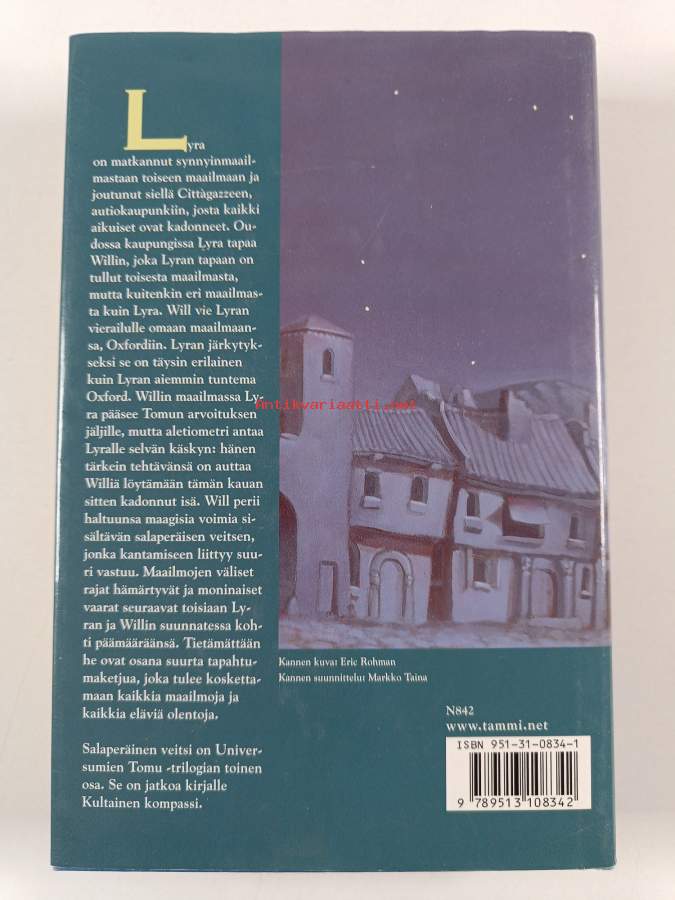 Lyra
on matkannut synnyinmaail-
mastaan toiseen maailmaan ja
joutunut siellä Cittàgazzeen,
autiokaupunkiin, josta kaikki
aikuiset ovat kadonneet. Ou-
dossa kaupungissa Lyra tapaa
Willin, joka Lyran tapaan on
tullut toisesta maailmasta,
mutta kuitenkin eri maailmas-
ta kuin Lyra. Will vie Lyran
vierailulle omaan maailmaan-
sa, Oxfordiin. Lyran järkytyk-
seksi se on täysin erilainen
kuin Lyran aiemmin tuntema
Oxford. Willin maailmassa Ly-
ra pääsee Tomun arvoituksen
jäljille, mutta aletiometri antaa
Lyralle selvän käskyn: hänen
tärkein tehtävänsä on auttaa
Williä löytämään tämän kauan
sitten kadonnut isä. Will perii
haltuunsa maagisia voimia si-
sältävän salaperäisen veitsen,
jonka kantamiseen liittyy suu-
ri vastuu. Maailmojen väliset
rajat hämärtyvät ja moninaiset
vaarat seuraavat toisiaan Ly-
ran ja Willin suunnatessa koh-
ti päämääräänsä. Tietämättään
he ovat osana suurta tapahtu-
maketjua, joka tulee kosketta-
maan kaikkia maailmoja ja
kaikkia eläviä olentoja.
Salaperäinen veitsi on Univer-
sumien Tomu -trilogian toinen
osa. Se on jatkoa kirjalle
Kultainen kompassi.
Antikvariaatti.net
Kannen kuva: Eric Rohman
Kannen suunnittelu: Markko Taina
N842
www.tammi.net
ISBN 951-31-0834-1
9 789513 108342